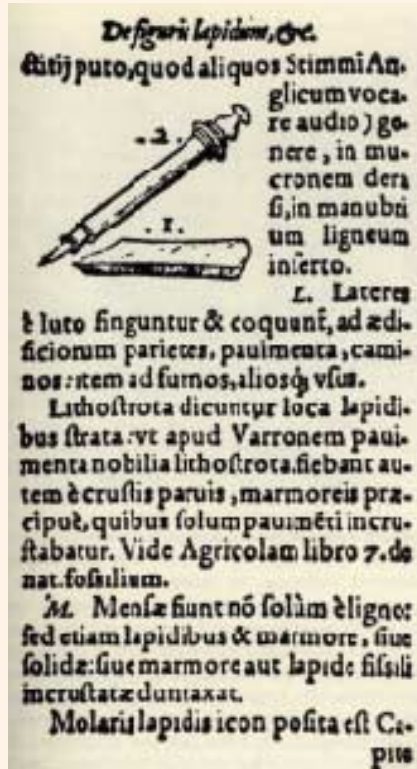 De figuris lapidum, &c.
ctitij puto, quod aliquos Stimmi An-
glicum voca-
re audio) ge-
nere, in mu-
cronem dera
si, in manubri
um ligneum
inserto.
.2.
.1.
L. Lateres
è luto finguntur & coquunt̃, ad ædi-
ficiorum parietes, pauimenta, cami-
nos: item ad furnos, aliosq́; vsus.
Lithostrota dicuntur loca lapidi-
bus strata: vt apud Varronem paui-
menta nobilia lithostrota. fiebant au-
tem è crustis paruis, marmoreis præ-
cipuè, quibus solum pauimẽti incru-
stabatur. Vide Agricolam libro 7. de
nat. fossilium.
M. Mensæ fiunt nõ solùm è ligno:
sed etiam lapidibus & marmore, siue
solidæ: siue marmore aut lapide fissili
incrustatæ duntaxat.
Molaris lapidis icon posita est Ca-
pite